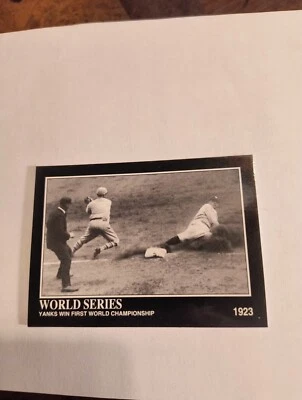 WORLD SERIES
YANKS WIN FIRST WORLD CHAMPIONSHIP 1923